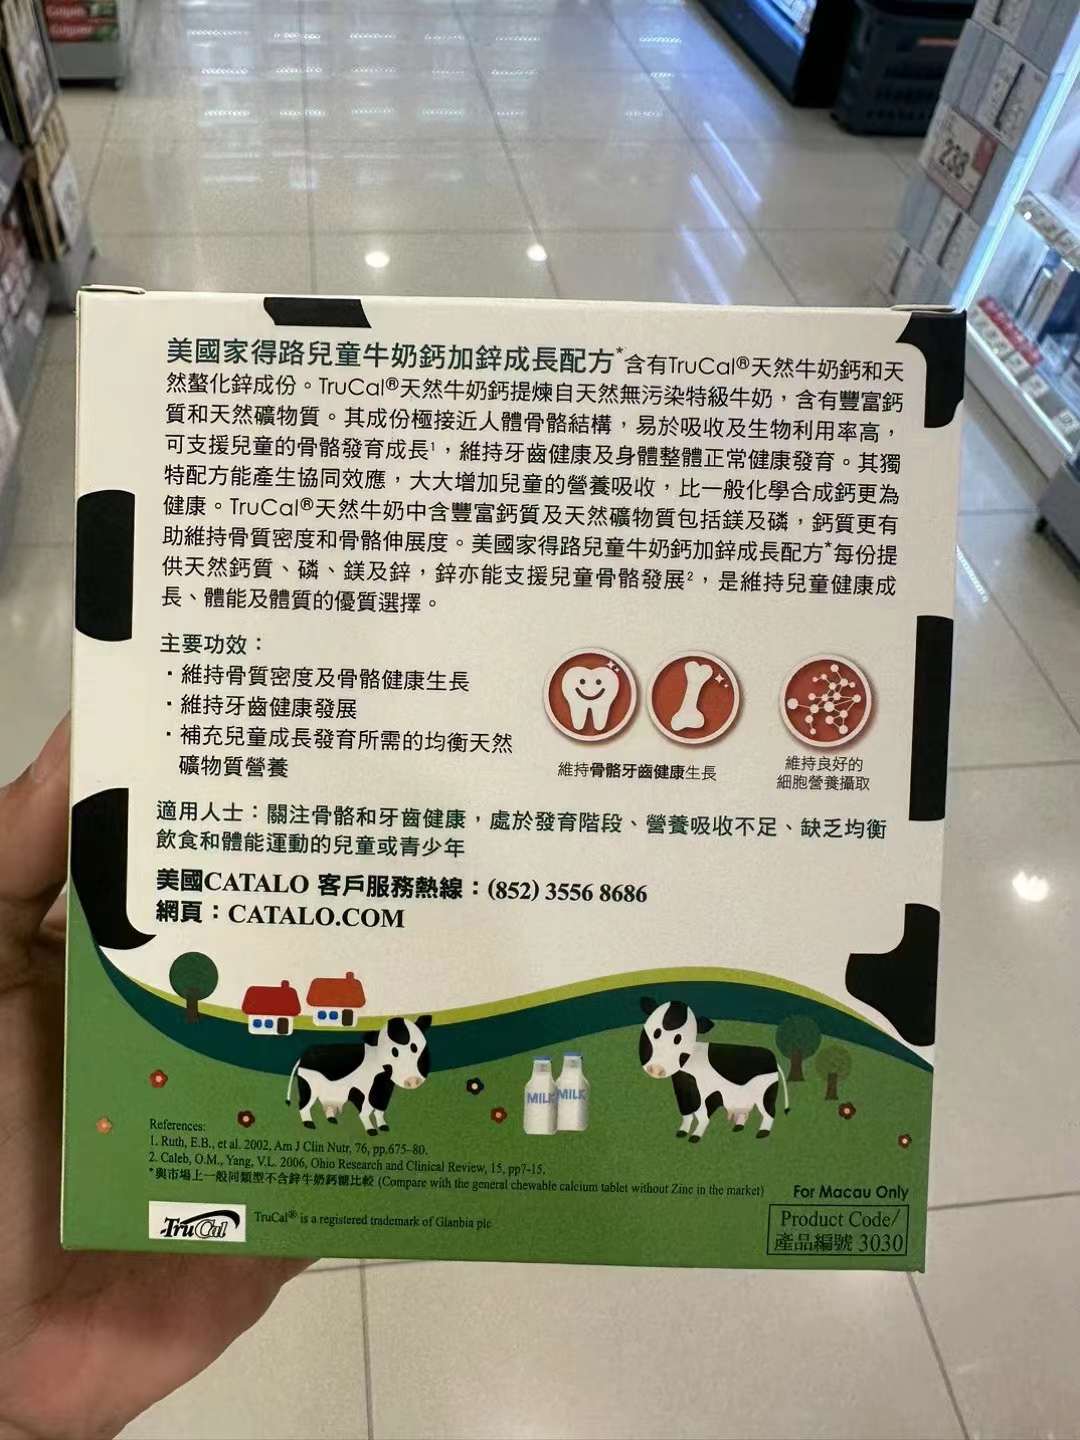 238
美國家得路兒童牛奶鈣加鋅成長配方*含有TruCal®天然牛奶鈣和天
然螯化鋅成份。TruCal®天然牛奶鈣提煉自天然無污染特級牛奶，含有豐富鈣
質和天然礦物質。其成份極接近人體骨骼結構，易於吸收及生物利用率高，
可支援兒童的骨骼發育成長¹，維持牙齒健康及身體整體正常健康發育。其獨
特配方能產生協同效應，大大增加兒童的營養吸收，比一般化學合成鈣更為
健康。TruCal®天然牛奶中含豐富鈣質及天然礦物質包括鎂及磷，鈣質更有
助維持骨質密度和骨骼伸展度。美國家得路兒童牛奶鈣加鋅成長配方*每份提
供天然鈣質、磷、鎂及鋅，鋅亦能支援兒童骨骼發展²，是維持兒童健康成
長、體能及體質的優質選擇。
主要功效：
·維持骨質密度及骨骼健康生長
·維持牙齒健康發展
·補充兒童成長發育所需的均衡天然
礦物質營養
維持骨骼牙齒健康生長
維持良好的
細胞營養攝取
適用人士：關注骨骼和牙齒健康，處於發育階段、營養吸收不足、缺乏均衡
飲食和體能運動的兒童或青少年
美國CATALO 客戶服務熱線：(852) 3556 8686
網頁：CATALO.COM
MILK
MILK
References:
1. Ruth, E.B., et al. 2002, Am J Clin Nutr, 76, pp.675-80.
2. Caleb, O.M., Yang, V.L. 2006, Ohio Research and Clinical Review, 15, pp7-15.
*與市場上一般同類型不含鋅牛奶鈣糖比較 (Compare with the general chewable calcium tablet without Zinc in the market)
For Macau Only
TruCal
TruCal® is a registered trademark of Glanbia plc
Product Code/
產品編號 3030